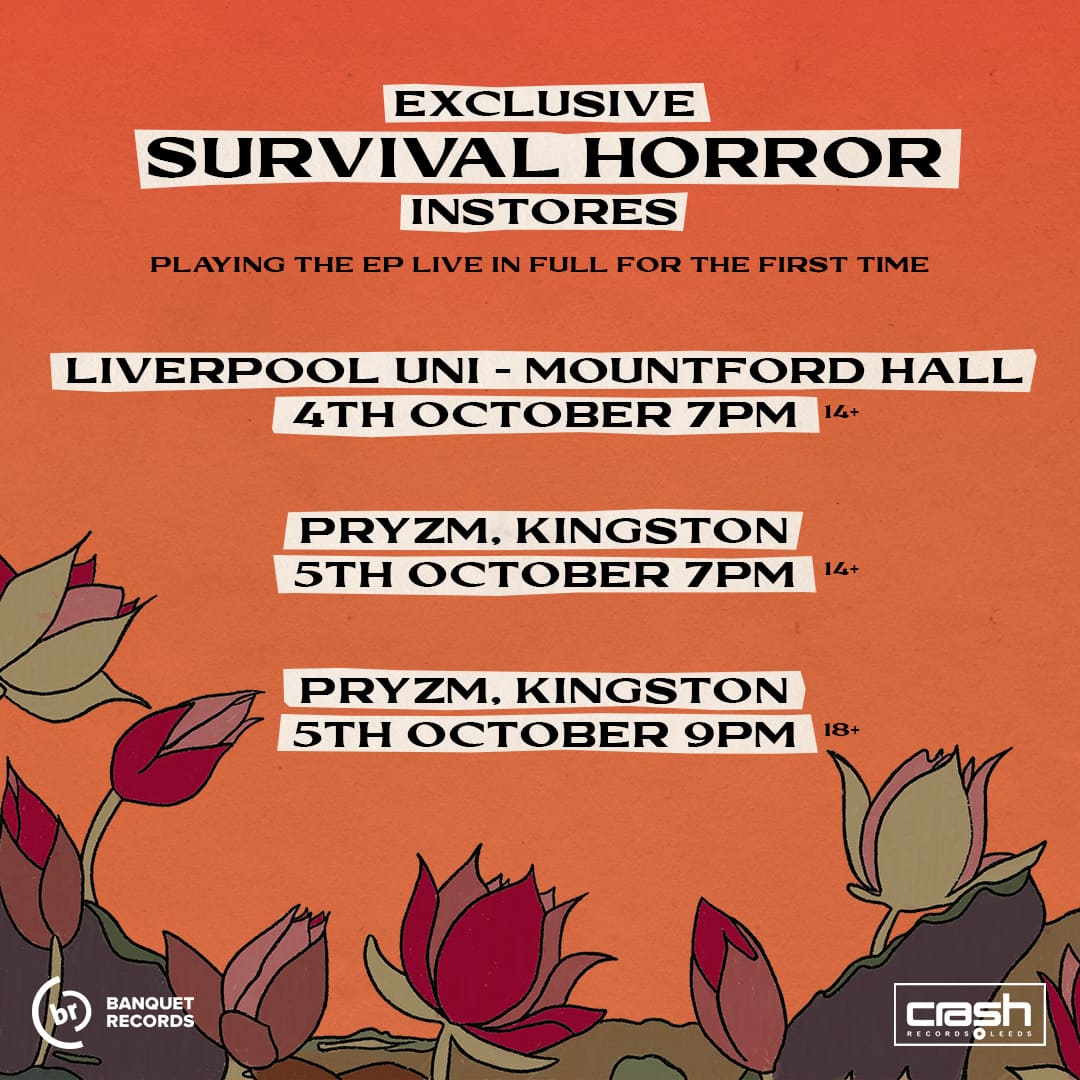 EXCLUSIVE
SURVIVAL HORROR
INSTORES
PLAYING THE EP LIVE IN FULL FOR THE FIRST TIME
LIVERPOOL UNI - MOUNTFORD HALL
4TH OCTOBER 7PM 14+
PRYZM, KINGSTON
5TH OCTOBER 7PM 14+
PRYZM, KINGSTON
5TH OCTOBER 9PM 18+
br BANQUET
RECORDS
crash
RECORDS LEEDS